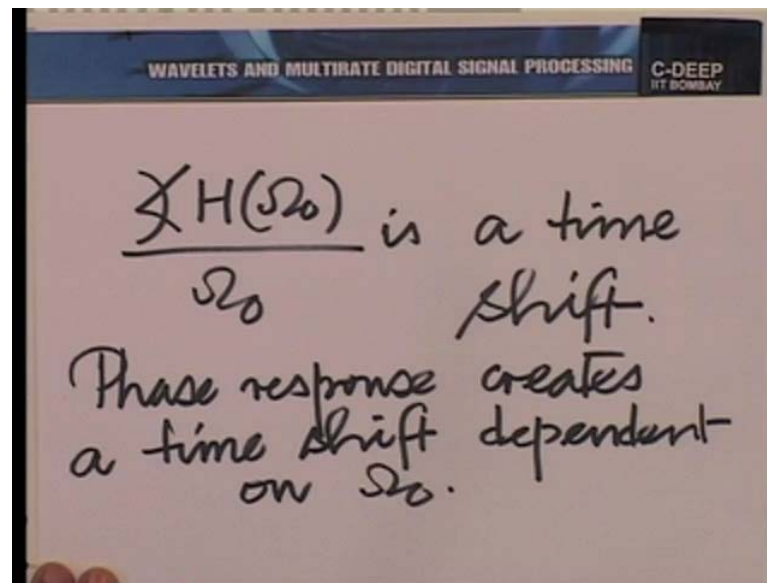 WAVELETS AND MULTIRATE DIGITAL SIGNAL PROCESSING
C-DEEP
IIT BOMBAY
∡H(Ω₀)
Ω₀
is a time
shift.
Phase response creates
a time shift dependent
on Ω₀.